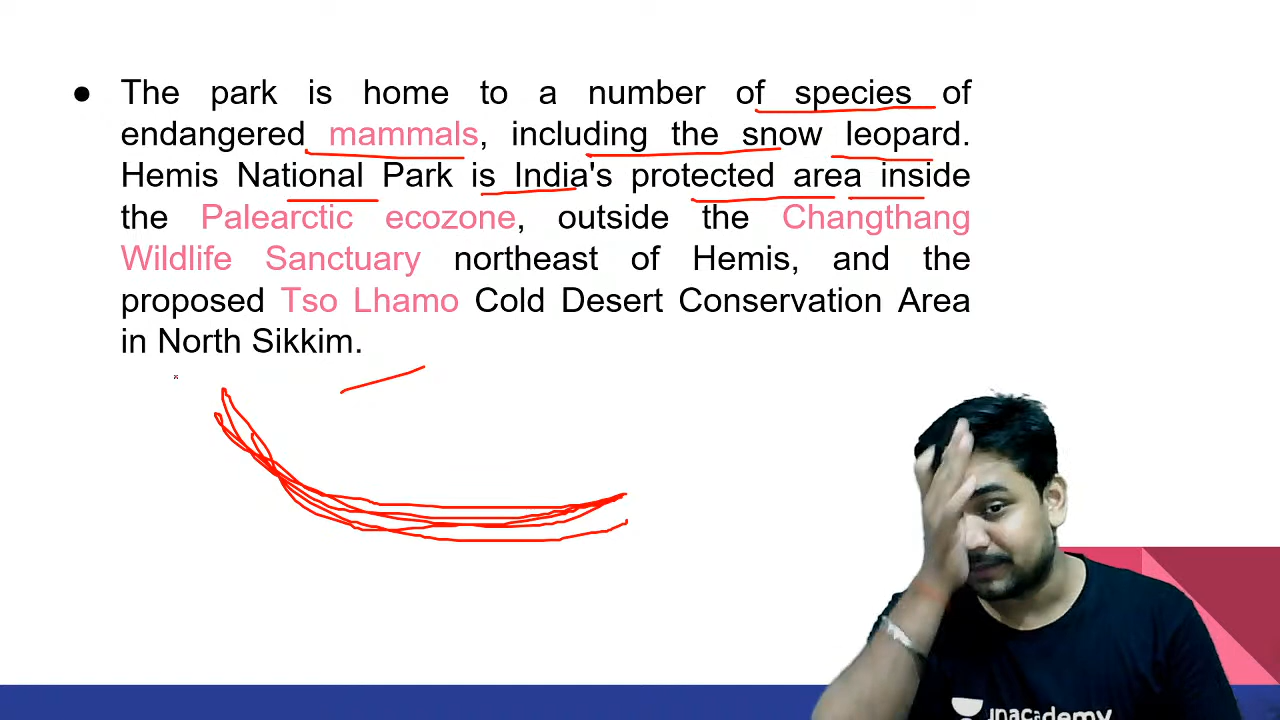 ● The park is home to a number of species of
endangered mammals, including the snow leopard.
Hemis National Park is India's protected area inside
the Palearctic ecozone, outside the Changthang
Wildlife Sanctuary northeast of Hemis, and the
proposed Tso Lhamo Cold Desert Conservation Area
in North Sikkim.
unacademy